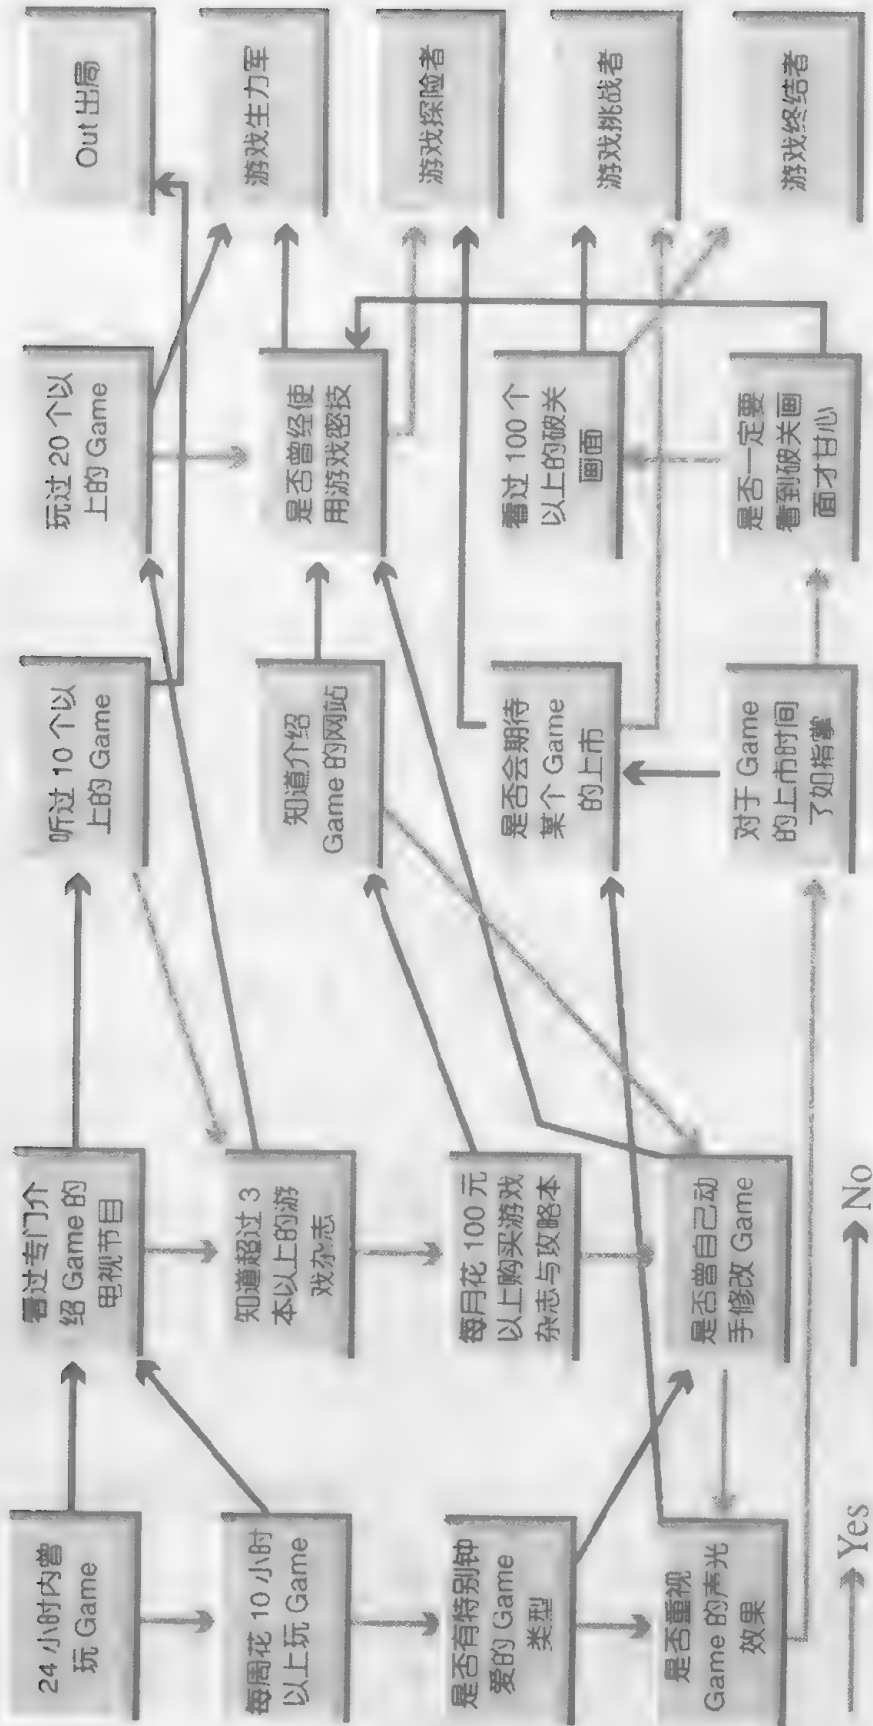 24 小时内曾
玩 Game
每周花 10 小时
以上玩 Game
是否有特别钟
爱的 Game
类型
是否重视
Game 的声光
效果
看过专门介
绍 Game 的
电视节目
知道超过 3
本以上的游
戏杂志
每月花 100 元
以上购买游戏
杂志与攻略本
是否曾自己动
手修改 Game
听过 10 个以
上的 Game
知道介绍
Game 的网站
是否会期待
某个 Game
的上市
对于 Game
的上市时间
了如指掌
玩过 20 个以
上的 Game
是否曾经使
用游戏密技
看过 100 个
以上的破关
画面
是否一定要
看到破关画
面才甘心
Out 出局
游戏生力军
游戏探险者
游戏挑战者
游戏终结者
Yes
No